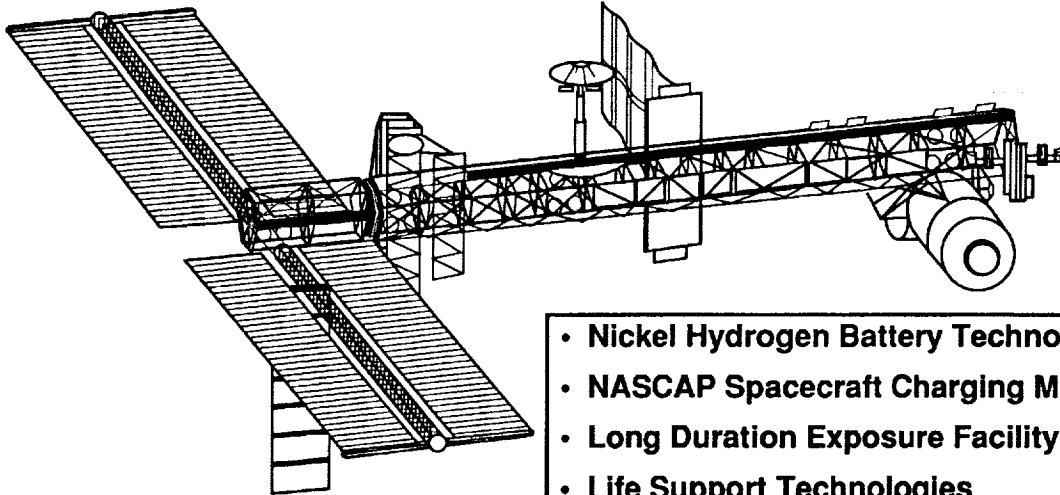 • Nickel Hydrogen Battery Techno
• NASCAP Spacecraft Charging M
• Long Duration Exposure Facility
• Life Support Technologies